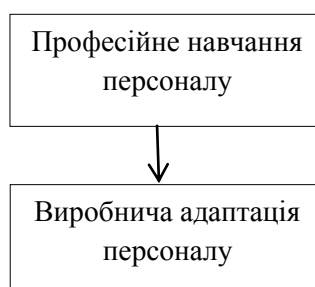 Професійне навчання
персоналу
Виробнича адаптація
персоналу